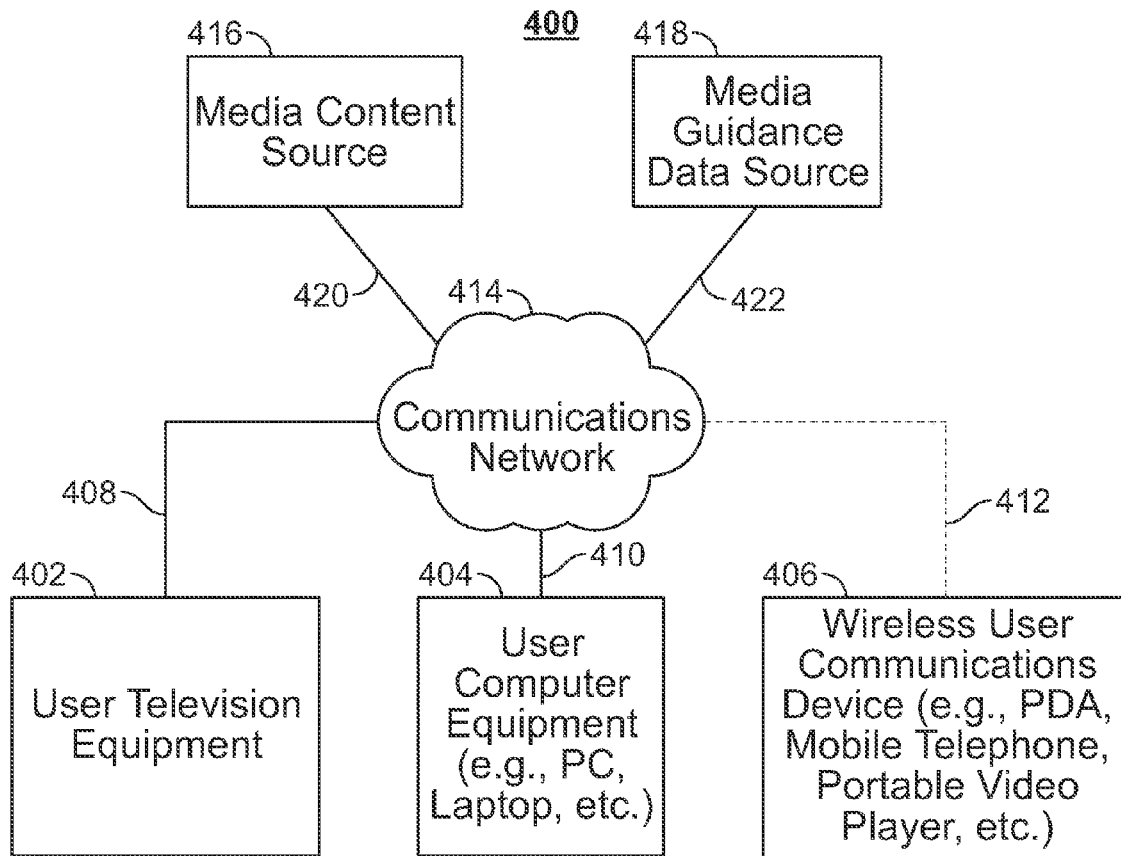 400
416
Media Content
Source
418
Media
Guidance
Data Source
420
414
422
Communications
Network
408
410
412
402
User Television
Equipment
404
User
Computer
Equipment
(e.g., PC,
Laptop, etc.)
406
Wireless User
Communications
Device (e.g., PDA,
Mobile Telephone,
Portable Video
Player, etc.)